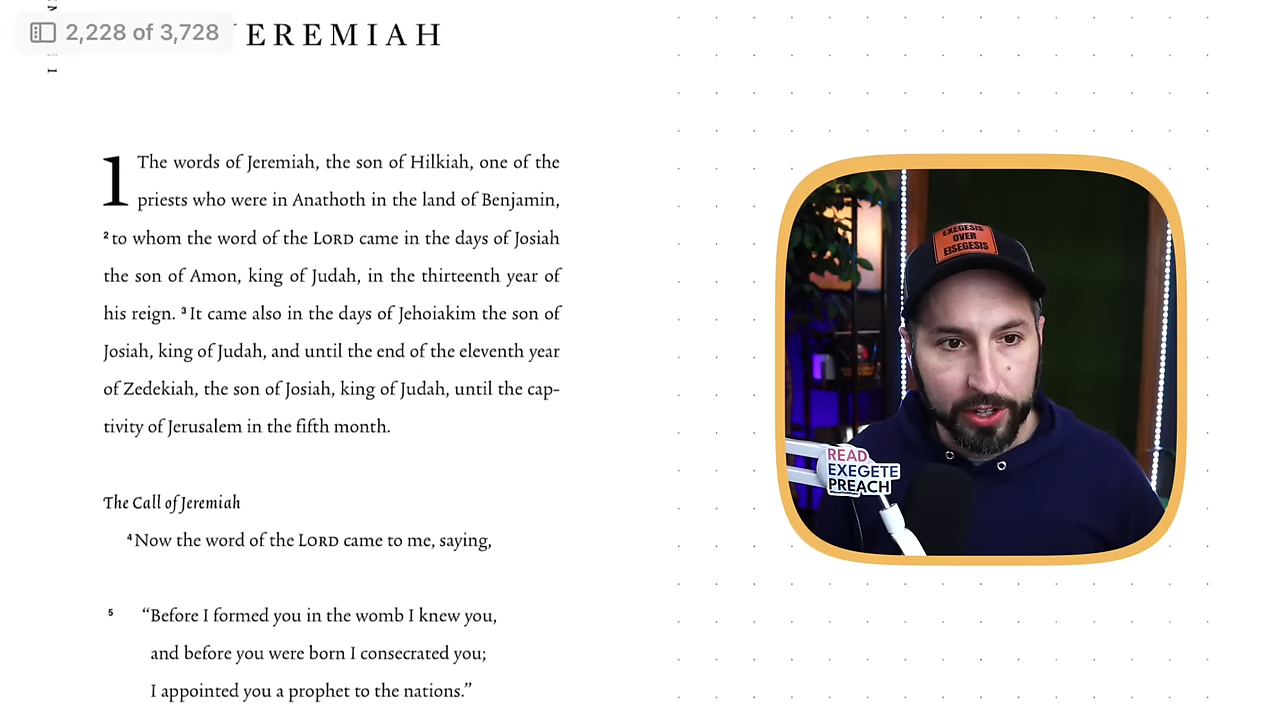 2,228 of 3,728
EREMIAH
1 The words of Jeremiah, the son of Hilkiah, one of the
priests who were in Anathoth in the land of Benjamin,
2 to whom the word of the LORD came in the days of Josiah
the son of Amon, king of Judah, in the thirteenth year of
his reign. 3 It came also in the days of Jehoiakim the son of
Josiah, king of Judah, and until the end of the eleventh year
of Zedekiah, the son of Josiah, king of Judah, until the cap-
tivity of Jerusalem in the fifth month.
The Call of Jeremiah
4 Now the word of the LORD came to me, saying,
5 “Before I formed you in the womb I knew you,
and before you were born I consecrated you;
I appointed you a prophet to the nations.”
EXEGESIS
OVER
EISEGESIS
READ
EXEGETE
PREACH